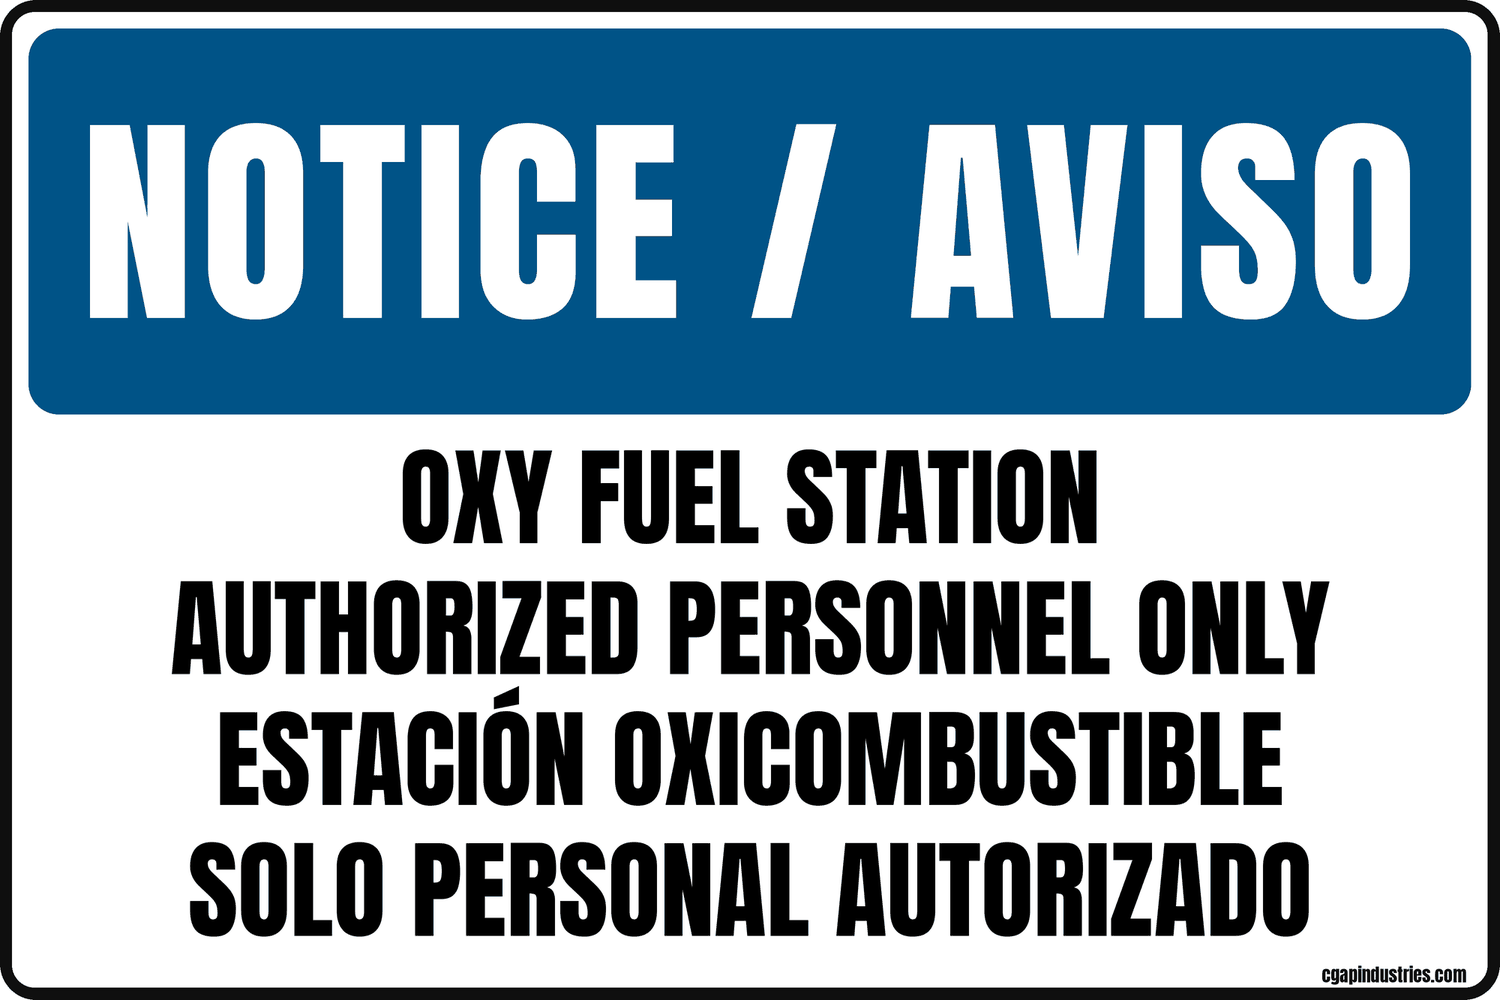 NOTICE / AVISO
OXY FUEL STATION
AUTHORIZED PERSONNEL ONLY
ESTACIÓN OXICOMBUSTIBLE
SOLO PERSONAL AUTORIZADO
cgapindustries.com